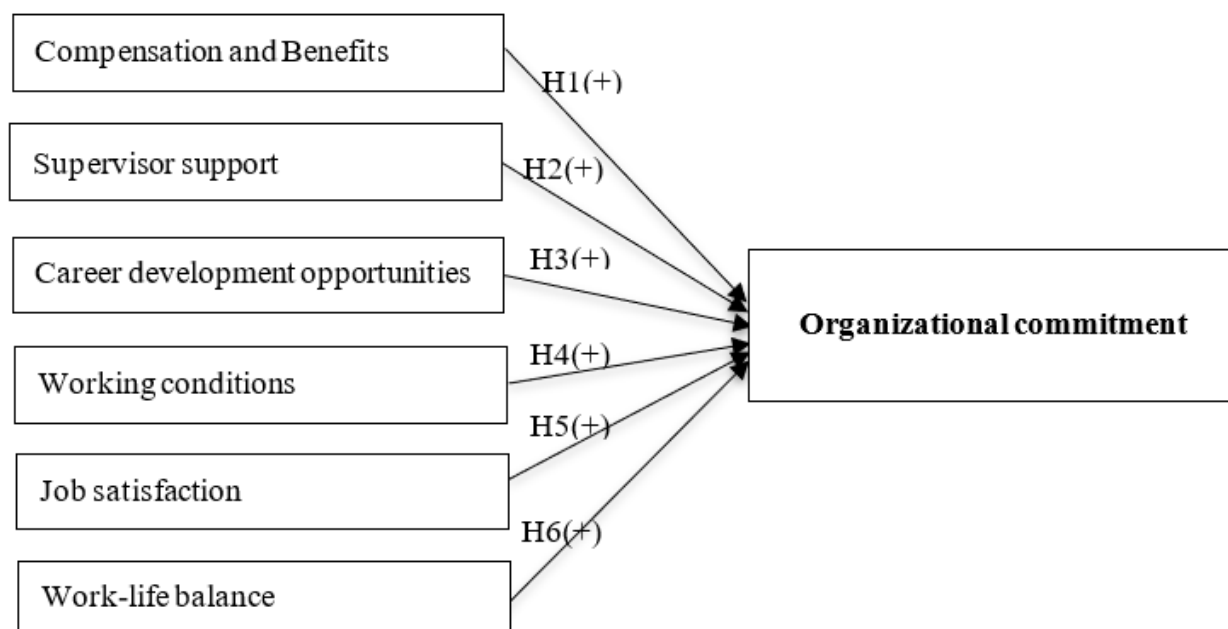 Compensation and Benefits
H1(+)
Supervisor support
H2(+)
Career development opportunities
H3(+)
Organizational commitment
Working conditions
H4(+)
Job satisfaction
H5(+)
Work-life balance
H6(+)